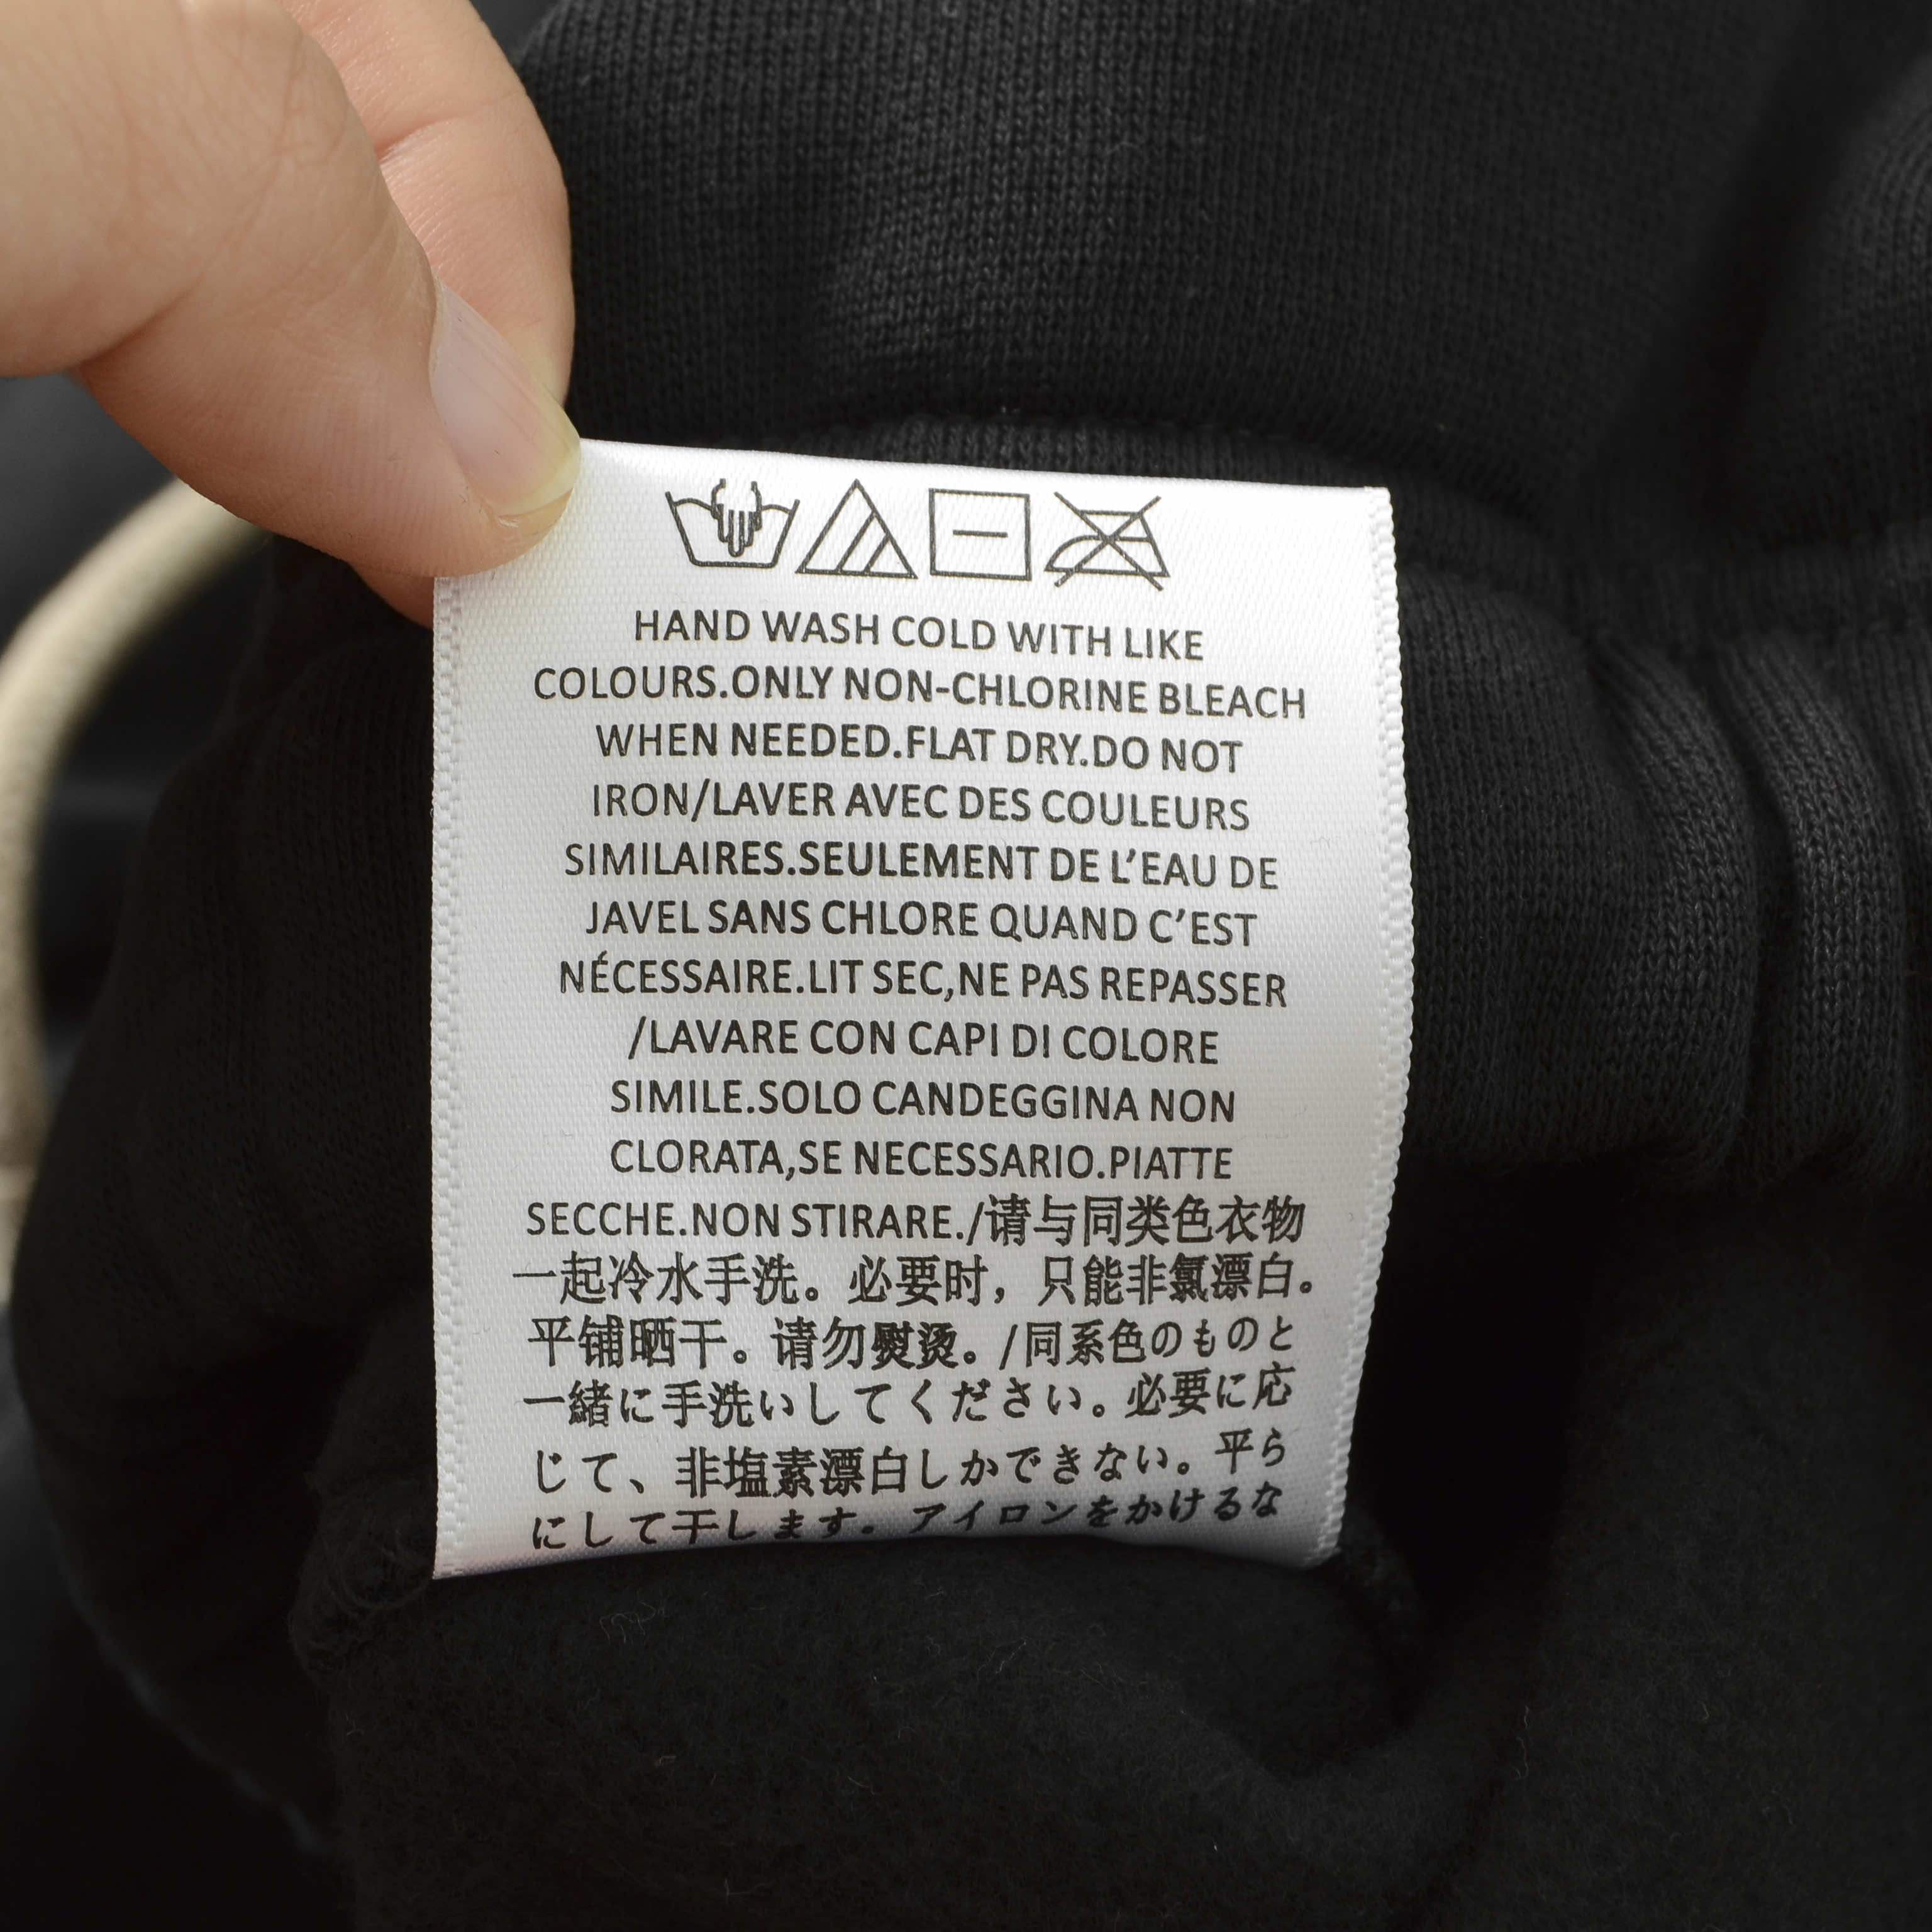 HAND WASH COLD WITH LIKE
COLOURS.ONLY NON-CHLORINE BLEACH
WHEN NEEDED.FLAT DRY.DO NOT
IRON/LAVER AVEC DES COULEURS
SIMILAIRES.SEULEMENT DE L’EAU DE
JAVEL SANS CHLORE QUAND C’EST
NÉCESSAIRE.LIT SEC,NE PAS REPASSER
/LAVARE CON CAPI DI COLORE
SIMILE.SOLO CANDEGGINA NON
CLORATA,SE NECESSARIO.PIATTE
SECCHE.NON STIRARE./请与同类色衣物
一起冷水手洗。必要时，只能非氯漂白。
平铺晒干。请勿熨烫。/同系色のものと
一緒に手洗いしてください。必要に応
じて、非塩素漂白しかできない。平ら
にして干します。アイロンをかけるな